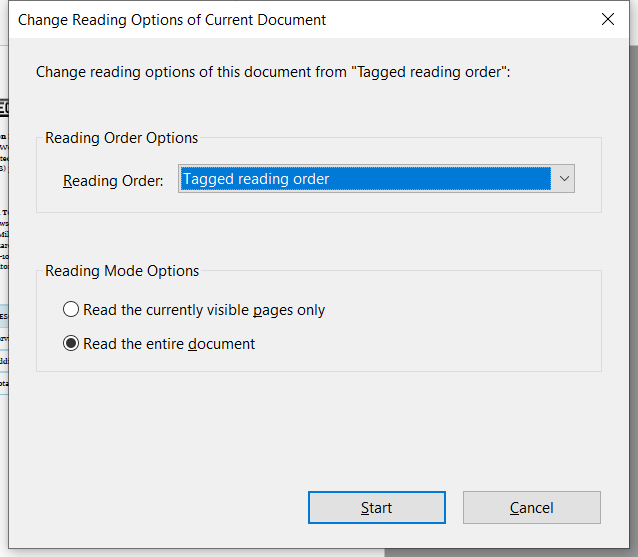 Change Reading Options of Current Document
Change reading options of this document from "Tagged reading order":
Reading Order Options
Reading Order: Tagged reading order
Reading Mode Options
Read the currently visible pages only
Read the entire document
Start Cancel